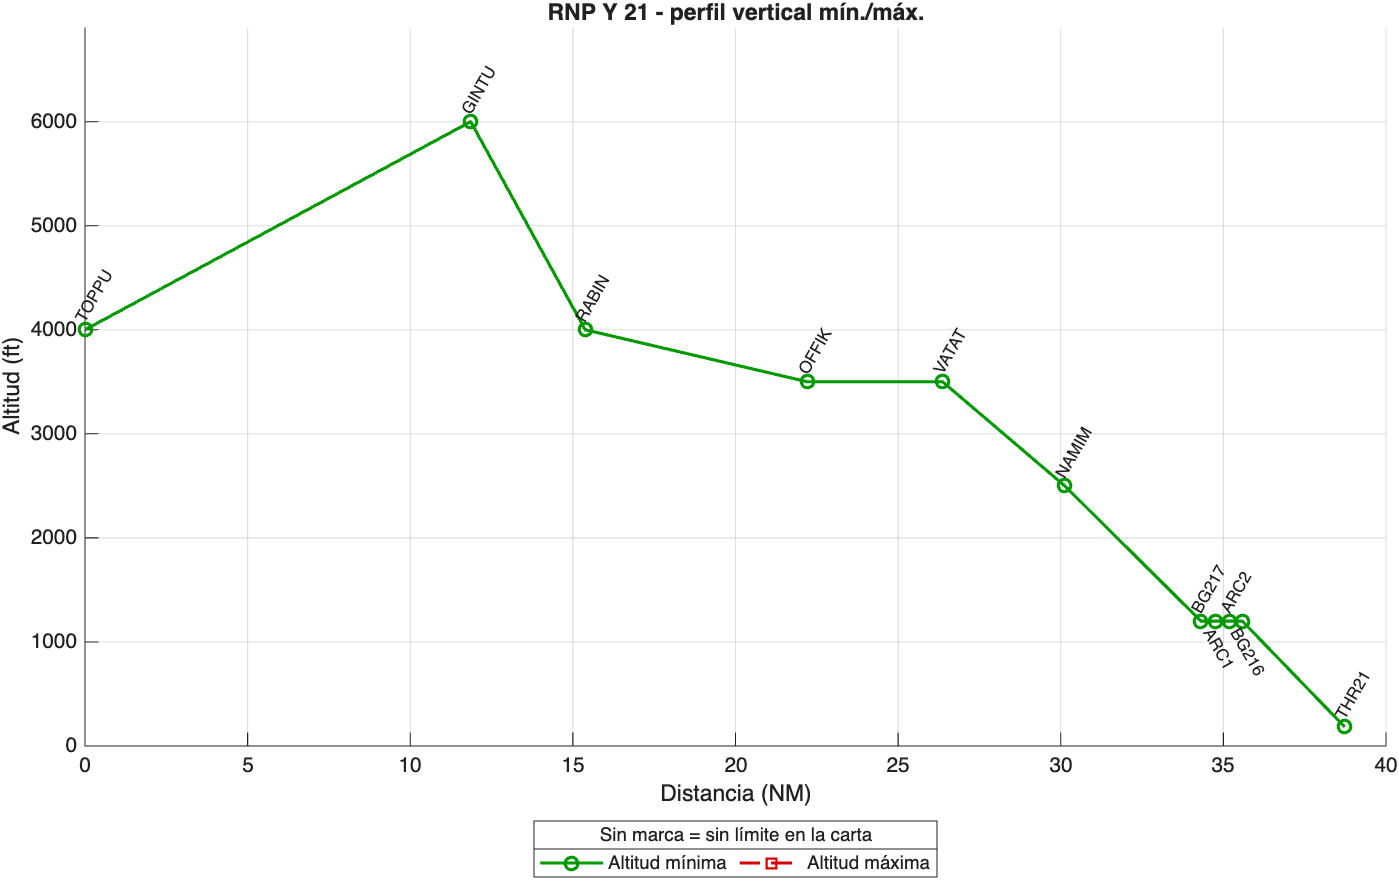 RNP Y 21 - perfil vertical mín./máx.
Altitud (ft)
6000
5000
4000
3000
2000
1000
0
TOPPU
GINTU
RABIN
OFFIK
VATAT
NAMIM
BG217
ARC1
ARC2
BG216
THR21
0 5 10 15 20 25 30 35 40
Distancia (NM)
Sin marca = sin límite en la carta
Altitud mínima Altitud máxima